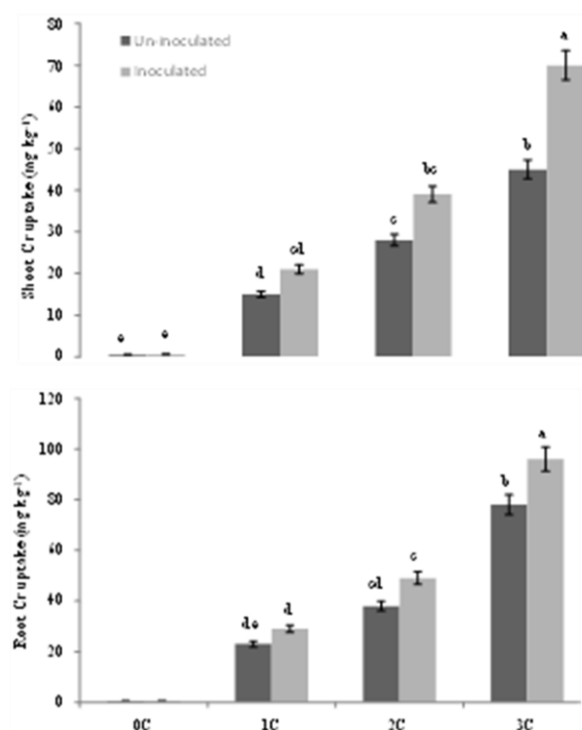 80
Un-inoculated
Inoculated
a
70
60
50
b
bc
40
c
30
cd
d
20
10
e e
0
Shoot Cr uptake (mg kg-1)
120
a
100
b
80
60
c
cd
40
de d
20
0
Root Cr uptake (mg kg-1)
0C 1C 2C 3C